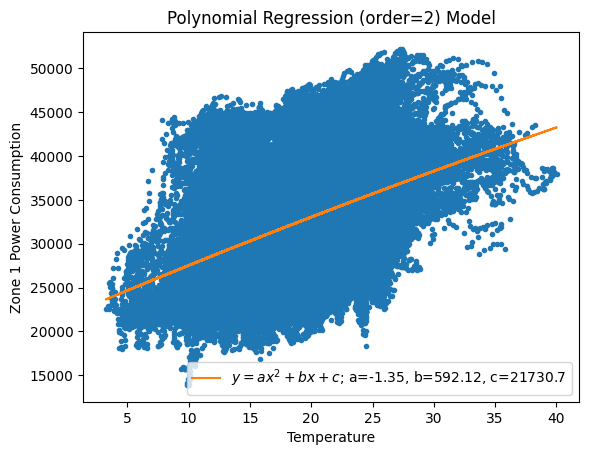 Polynomial Regression (order=2) Model
Zone 1 Power Consumption
50000
45000
40000
35000
30000
25000
20000
15000
y = ax² + bx + c; a=-1.35, b=592.12, c=21730.7
5 10 15 20 25 30 35 40
Temperature